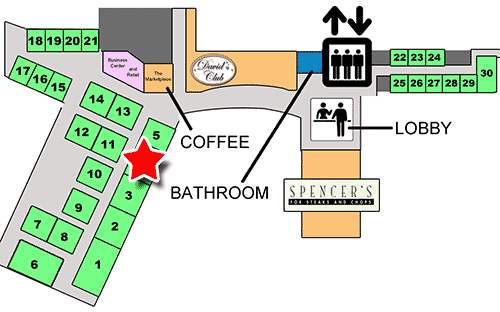 18 19 20 21
Business
Center
and
Retail
The
Marketplace
David's
Club
22 23 24
25 26 27 28 29
30
17 16 15
14 13
5
12 11
COFFEE
LOBBY
10
3
BATHROOM
9
SPENCER'S
FOR STEAKS AND CHOPS
7 8
2
6
1